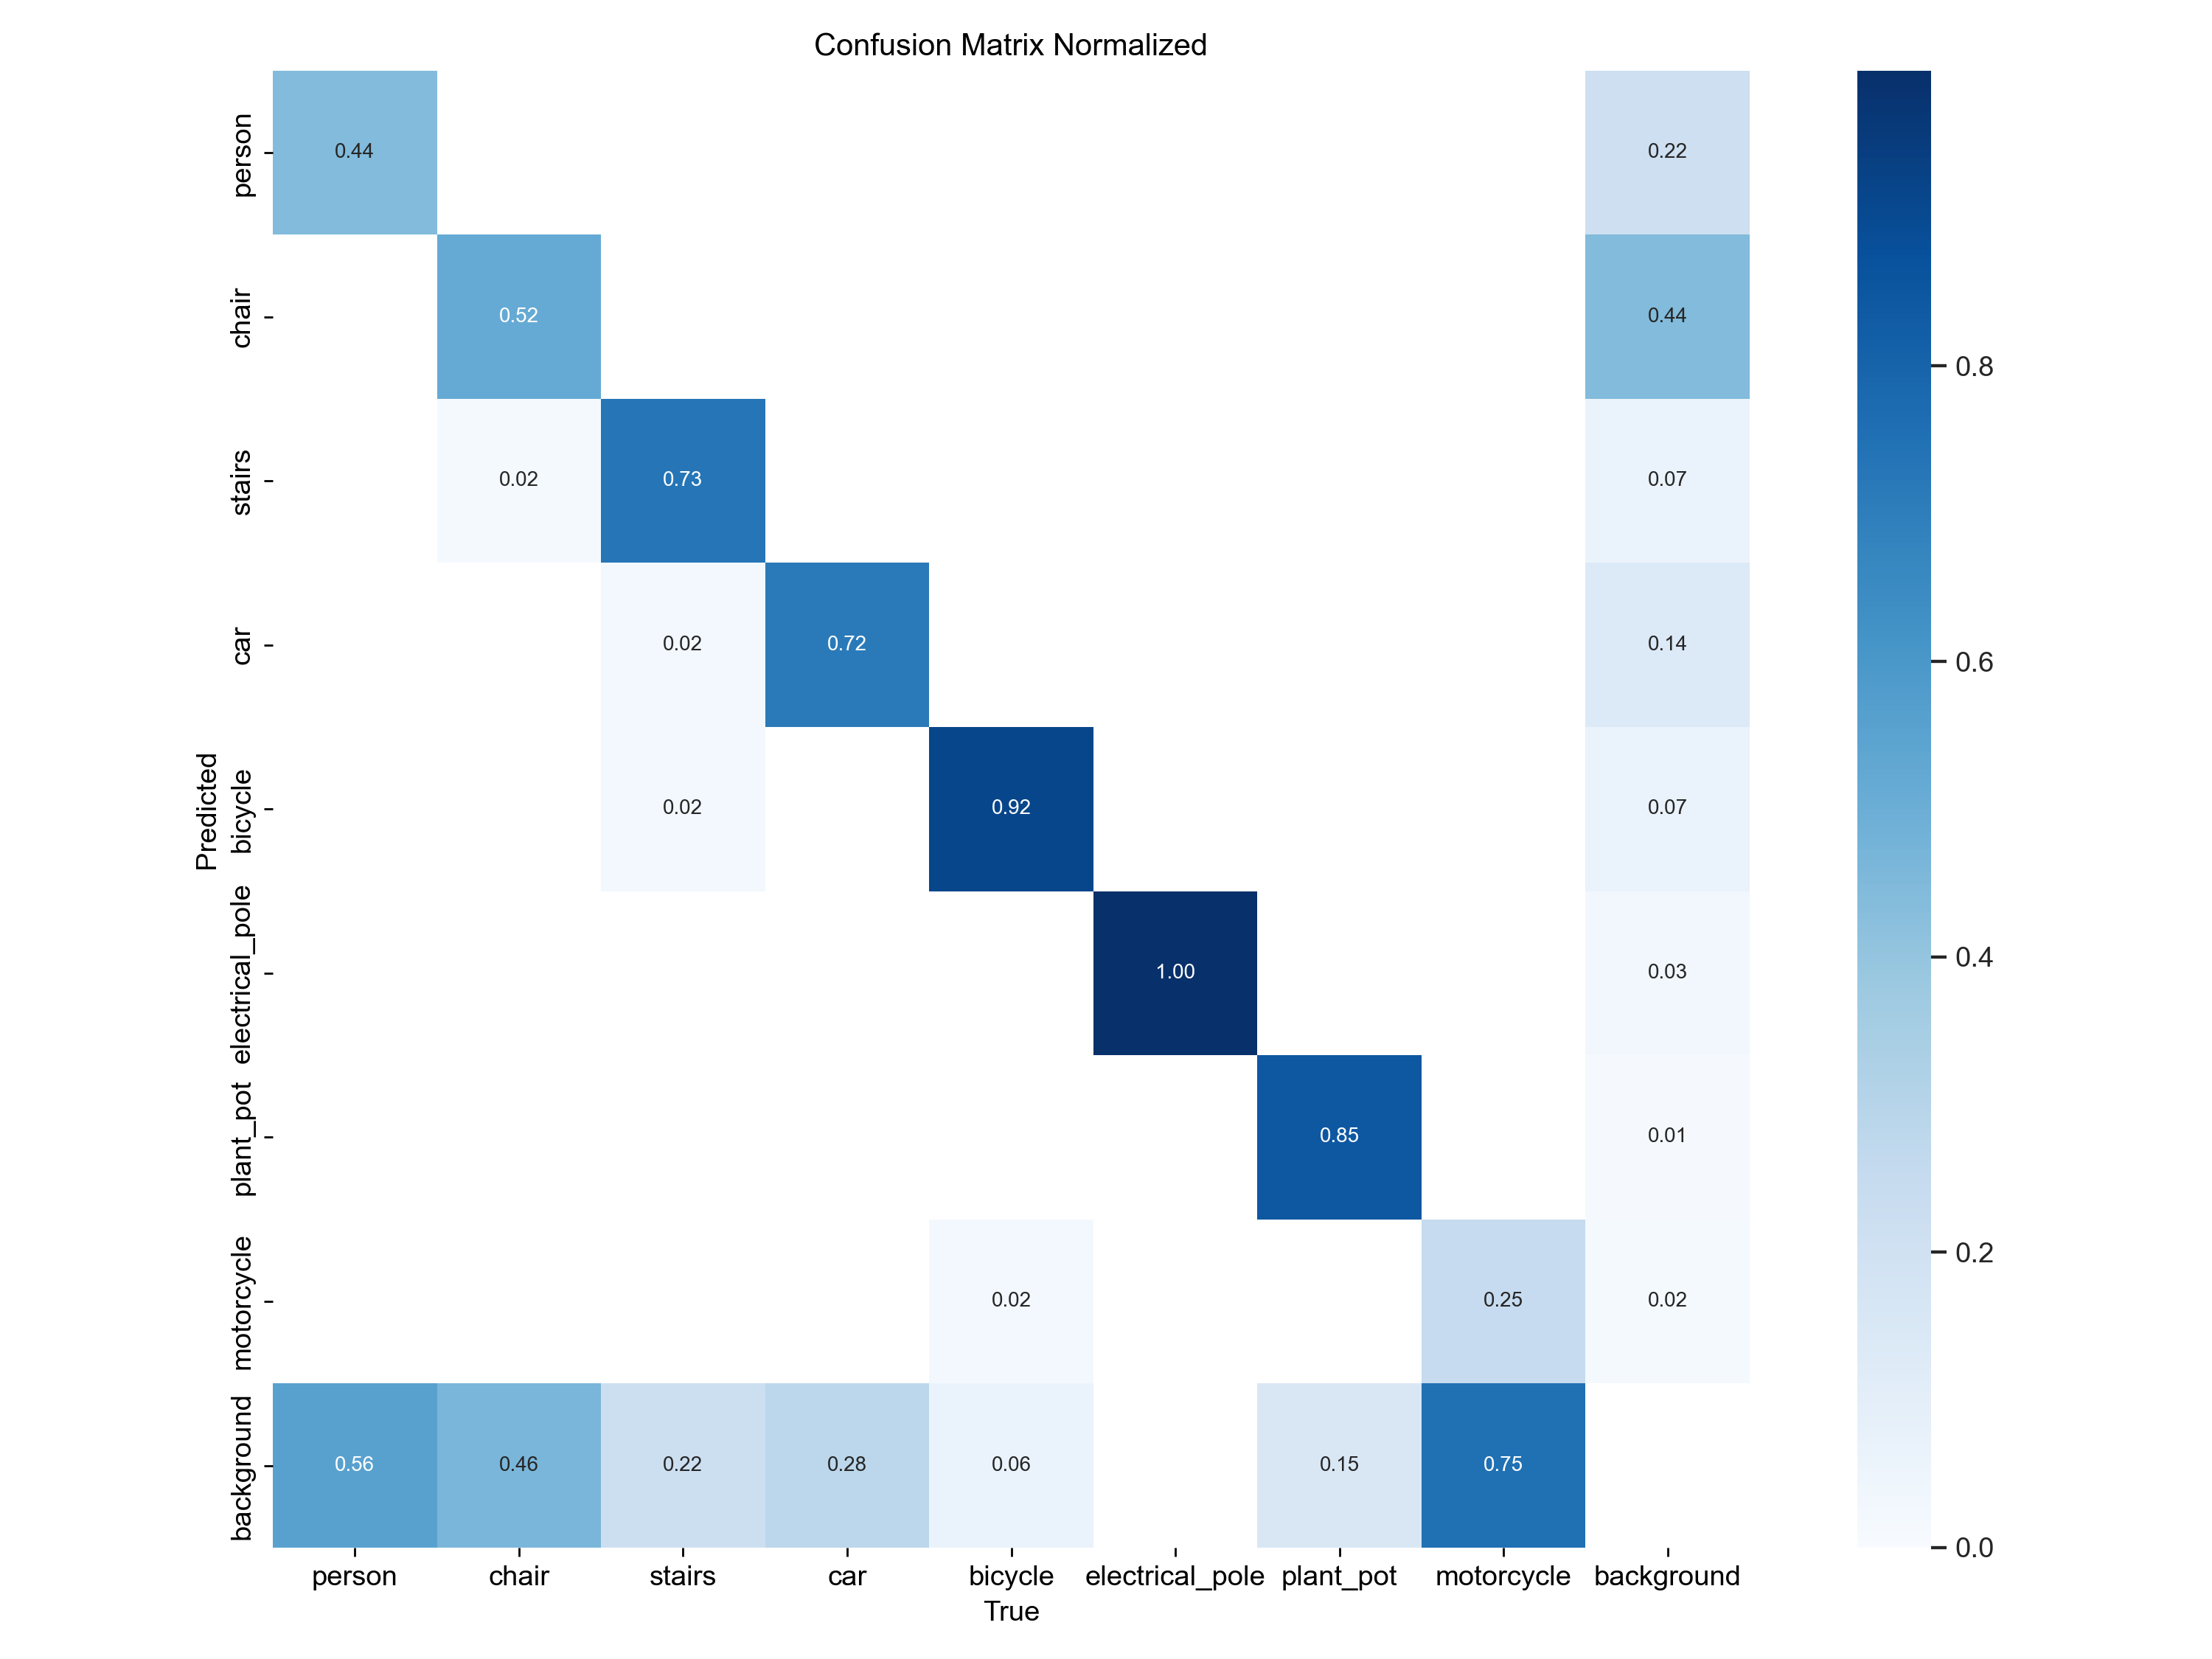 Confusion Matrix Normalized
person 0.44 0.22
chair 0.52 0.44
0.8
stairs 0.02 0.73 0.07
car 0.02 0.72 0.14
0.6
Predicted
bicycle 0.02 0.92 0.07
0.4
electrical_pole 1.00 0.03
plant_pot 0.85 0.01
0.2
motorcycle 0.02 0.25 0.02
background 0.56 0.46 0.22 0.28 0.06 0.15 0.75
0.0
person chair stairs car bicycle electrical_pole plant_pot motorcycle background
True